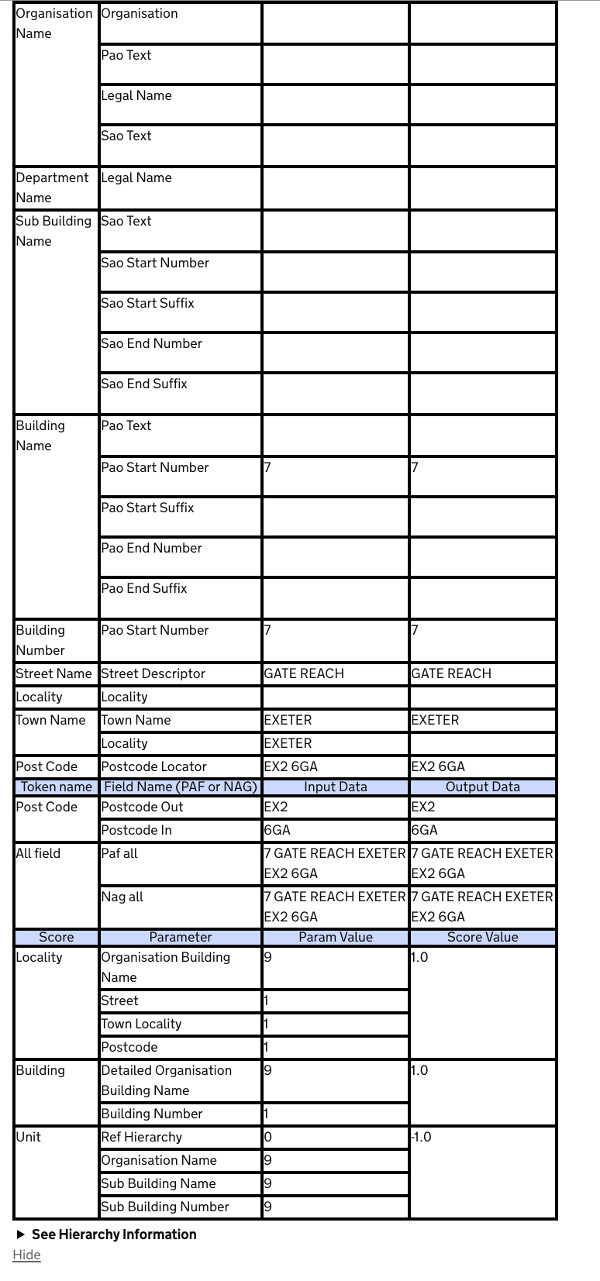 Organisation Name Organisation
Pao Text
Legal Name
Sao Text
Department Name Legal Name
Sub Building Name Sao Text
Sao Start Number
Sao Start Suffix
Sao End Number
Sao End Suffix
Building Name Pao Text
Pao Start Number 7 7
Pao Start Suffix
Pao End Number
Pao End Suffix
Building Number Pao Start Number 7 7
Street Name Street Descriptor GATE REACH GATE REACH
Locality Locality
Town Name Town Name EXETER EXETER
Locality EXETER
Post Code Postcode Locator EX2 6GA EX2 6GA
Token name Field Name (PAF or NAG) Input Data Output Data
Post Code Postcode Out EX2 EX2
Postcode In 6GA 6GA
All field Paf all 7 GATE REACH EXETER EX2 6GA 7 GATE REACH EXETER EX2 6GA
Nag all 7 GATE REACH EXETER EX2 6GA 7 GATE REACH EXETER EX2 6GA
Score Parameter Param Value Score Value
Locality Organisation Building Name 9 1.0
Street 1
Town Locality 1
Postcode 1
Building Detailed Organisation Building Name 9 1.0
Building Number 1
Unit Ref Hierarchy 0 -1.0
Organisation Name 9
Sub Building Name 9
Sub Building Number 9
▶ See Hierarchy Information
Hide